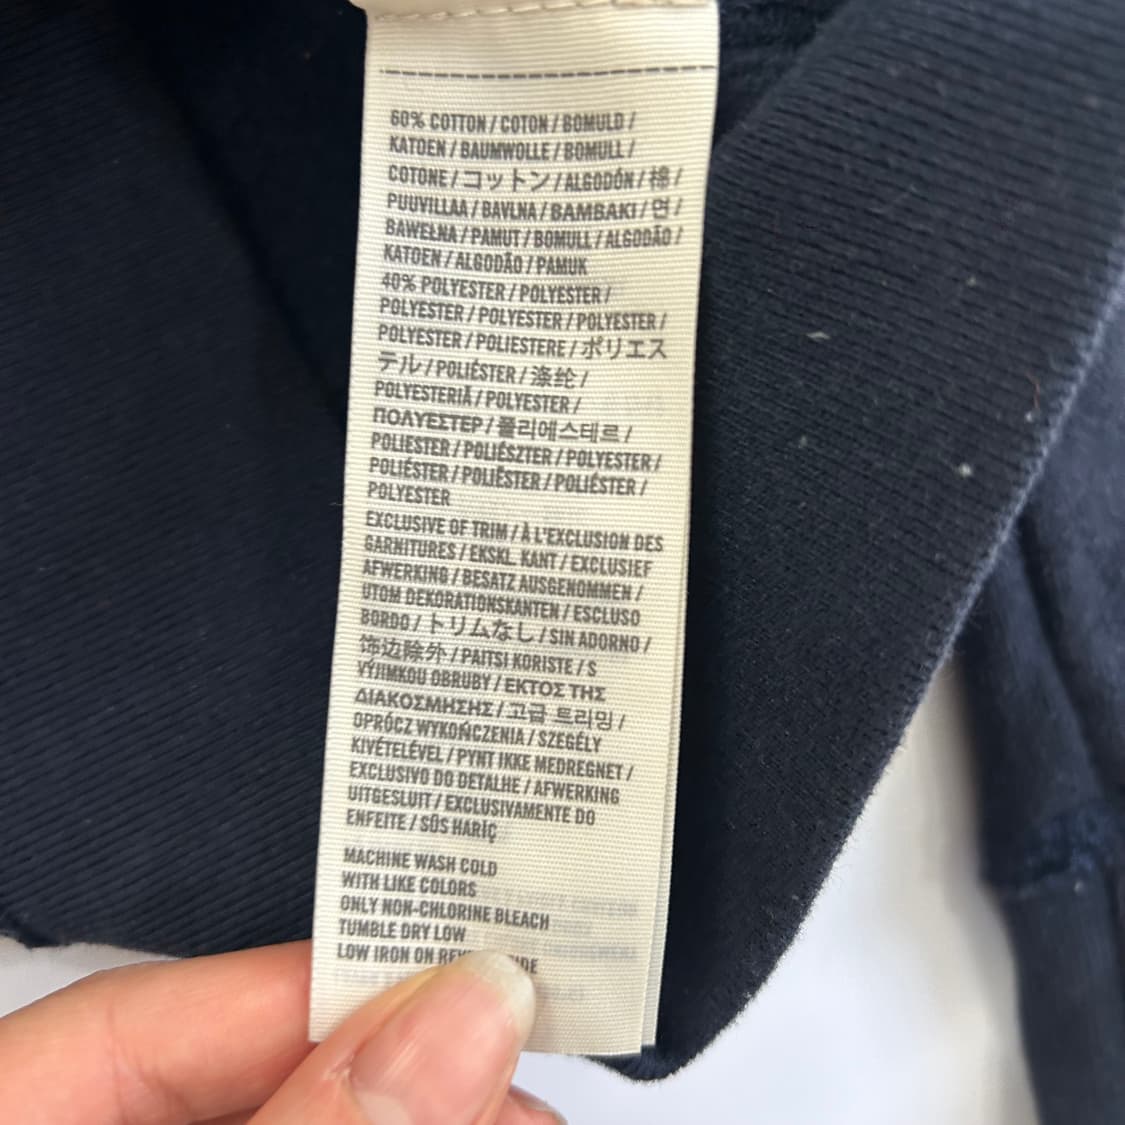 60% COTTON / COTON / BOMULD /
KATOEN / BAUMWOLLE / BOMULL /
COTONE / コットン / ALGODÓN / 棉 /
PUUVILLAA / BAVLNA / ΒΑΜΒΑΚΙ / 면 /
BAWEŁNA / PAMUT / BOMULL / ALGODÃO /
KATOEN / ALGODÃO / PAMUK
40% POLYESTER / POLYESTER /
POLYESTER / POLYESTER / POLYESTER /
POLYESTER / POLIESTERE / ポリエス
テル / POLIÉSTER / 涤纶 /
POLYESTERIÄ / POLYESTER /
ΠΟΛΥΕΣΤΕΡ / 폴리에스테르 /
POLIESTER / POLIÉSZTER / POLYESTER /
POLIÉSTER / POLIËSTER / POLIÉSTER /
POLYESTER
EXCLUSIVE OF TRIM / À L'EXCLUSION DES
GARNITURES / EKSKL. KANT / EXCLUSIEF
AFWERKING / BESATZ AUSGENOMMEN /
UTOM DEKORATIONSKANTEN / ESCLUSO
BORDO / トリムなし / SIN ADORNO /
饰边除外 / PAITSI KORISTE / S
VÝJIMKOU OBRUBY / ΕΚΤΟΣ ΤΗΣ
ΔΙΑΚΟΣΜΗΣΗΣ / 고급 트리밍 /
OPRÓCZ WYKOŃCZENIA / SZEGÉLY
KIVÉTELÉVEL / PYNT IKKE MEDREGNET /
EXCLUSIVO DO DETALHE / AFWERKING
UITGESLUIT / EXCLUSIVAMENTE DO
ENFEITE / SÜS HARİÇ
MACHINE WASH COLD
WITH LIKE COLORS
ONLY NON-CHLORINE BLEACH
TUMBLE DRY LOW
LOW IRON ON